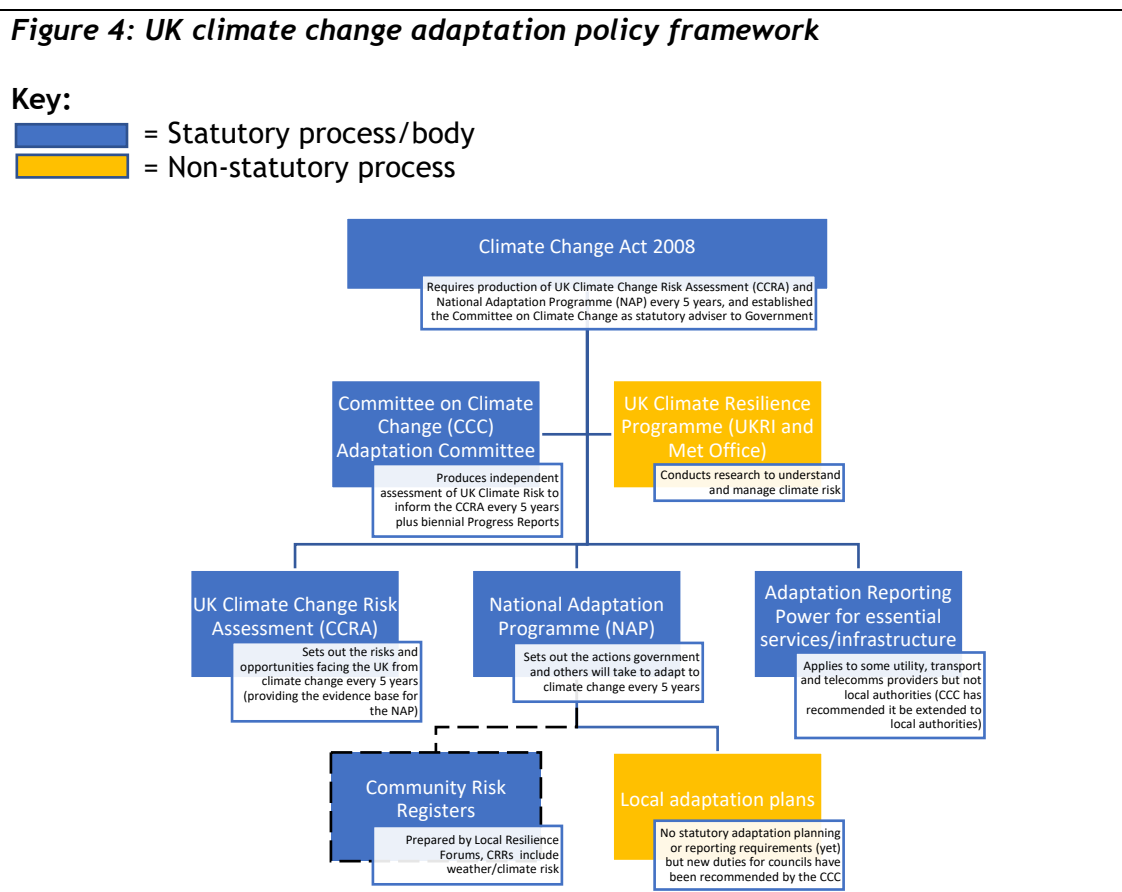 Figure 4: UK climate change adaptation policy framework
Key:
= Statutory process/body
= Non-statutory process
Climate Change Act 2008
Requires production of UK Climate Change Risk Assessment (CCRA) and
National Adaptation Programme (NAP) every 5 years, and established
the Committee on Climate Change as statutory adviser to Government
Committee on Climate
Change (CCC)
Adaptation Committee
Produces independent
assessment of UK Climate Risk to
inform the CCRA every 5 years
plus biennial Progress Reports
UK Climate Resilience
Programme (UKRI and
Met Office)
Conducts research to understand
and manage climate risk
UK Climate Change Risk
Assessment (CCRA)
Sets out the risks and
opportunities facing the UK from
climate change every 5 years
(providing the evidence base for
the NAP)
National Adaptation
Programme (NAP)
Sets out the actions government
and others will take to adapt to
climate change every 5 years
Adaptation Reporting
Power for essential
services/infrastructure
Applies to some utility, transport
and telecomms providers but not
local authorities (CCC has
recommended it be extended to
local authorities)
Community Risk
Registers
Prepared by Local Resilience
Forums, CRRs include
weather/climate risk
Local adaptation plans
No statutory adaptation planning
or reporting requirements (yet)
but new duties for councils have
been recommended by the CCC